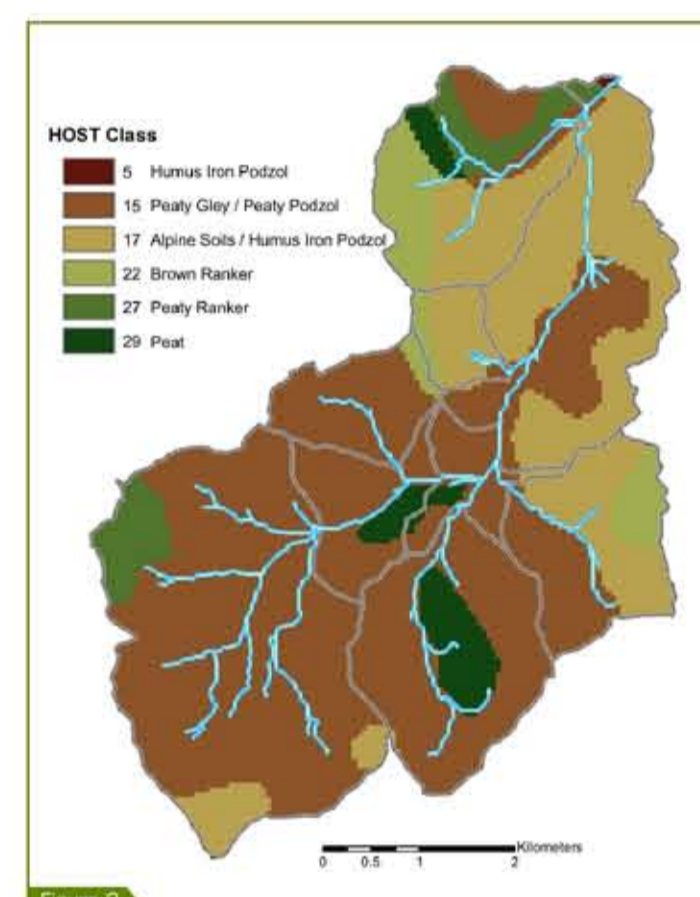 HOST Class
5 Humus Iron Podzol
15 Peaty Gley / Peaty Podzol
17 Alpine Soils / Humus Iron Podzol
22 Brown Ranker
27 Peaty Ranker
29 Peat
Kilometers
0 0.5 1 2